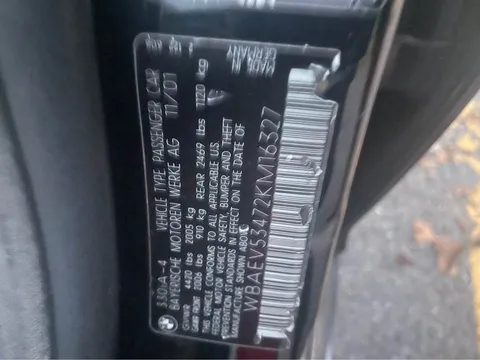 330iA-4 VEHICLE TYPE PASSENGER CAR
BAYERISCHE MOTOREN WERKE AG 11/01
GVWR 4420 lbs 2005 kg
GAWR FRONT 2006 lbs 910 kg REAR 2469 lbs 1120 kg
THIS VEHICLE CONFORMS TO ALL APPLICABLE U.S.
FEDERAL MOTOR VEHICLE SAFETY, BUMPER AND THEFT
PREVENTION STANDARDS IN EFFECT ON THE DATE OF
MANUFACTURE SHOWN ABOVE
WBAEV53472KM16327
MADE IN
GERMANY